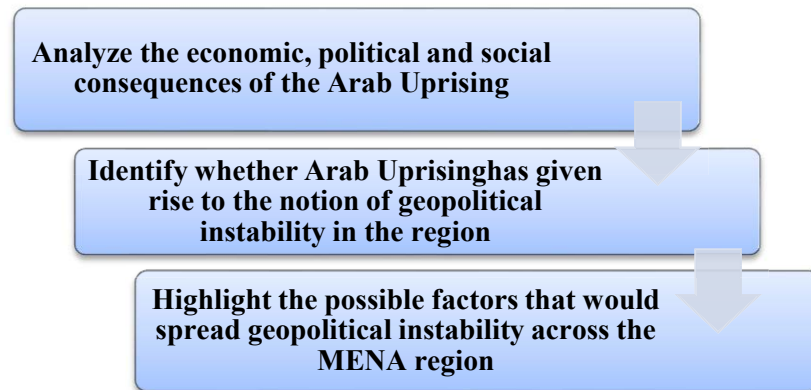 Analyze the economic, political and social
consequences of the Arab Uprising
Identify whether Arab Uprisinghas given
rise to the notion of geopolitical
instability in the region
Highlight the possible factors that would
spread geopolitical instability across the
MENA region